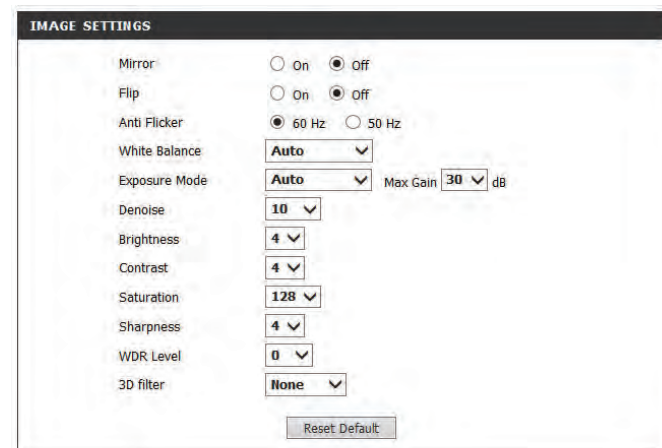 IMAGE SETTINGS
Mirror On Off
Flip On Off
Anti Flicker 60 Hz 50 Hz
White Balance Auto
Exposure Mode Auto Max Gain 30 dB
Denoise 10
Brightness 4
Contrast 4
Saturation 128
Sharpness 4
WDR Level 0
3D filter None
Reset Default